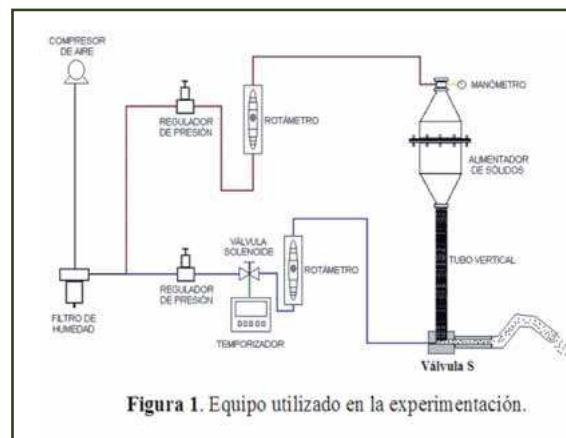 COMPRESOR
DE AIRE
REGULADOR
DE PRESIÓN
ROTÁMETRO
MANÓMETRO
ALIMENTADOR
DE SÓLIDOS
VÁLVULA
SOLENOIDE
ROTÁMETRO
TUBO VERTICAL
FILTRO DE
HUMEDAD
REGULADOR
DE PRESIÓN
TEMPORIZADOR
Válvula S
Figura 1. Equipo utilizado en la experimentación.